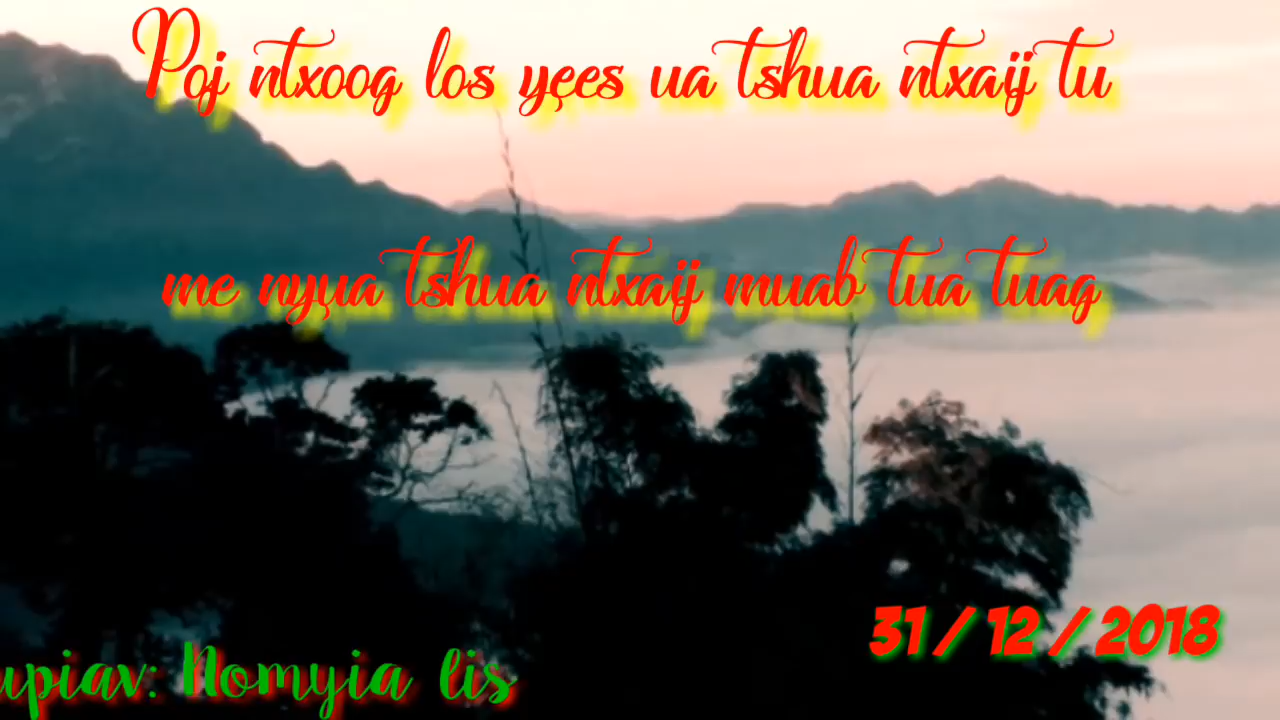 Poj ntxoog los yees ua tshua ntxaij tu
me nyua tshua ntxaij muab tua tuag
31/12/2018
upiav: Nomyia lis